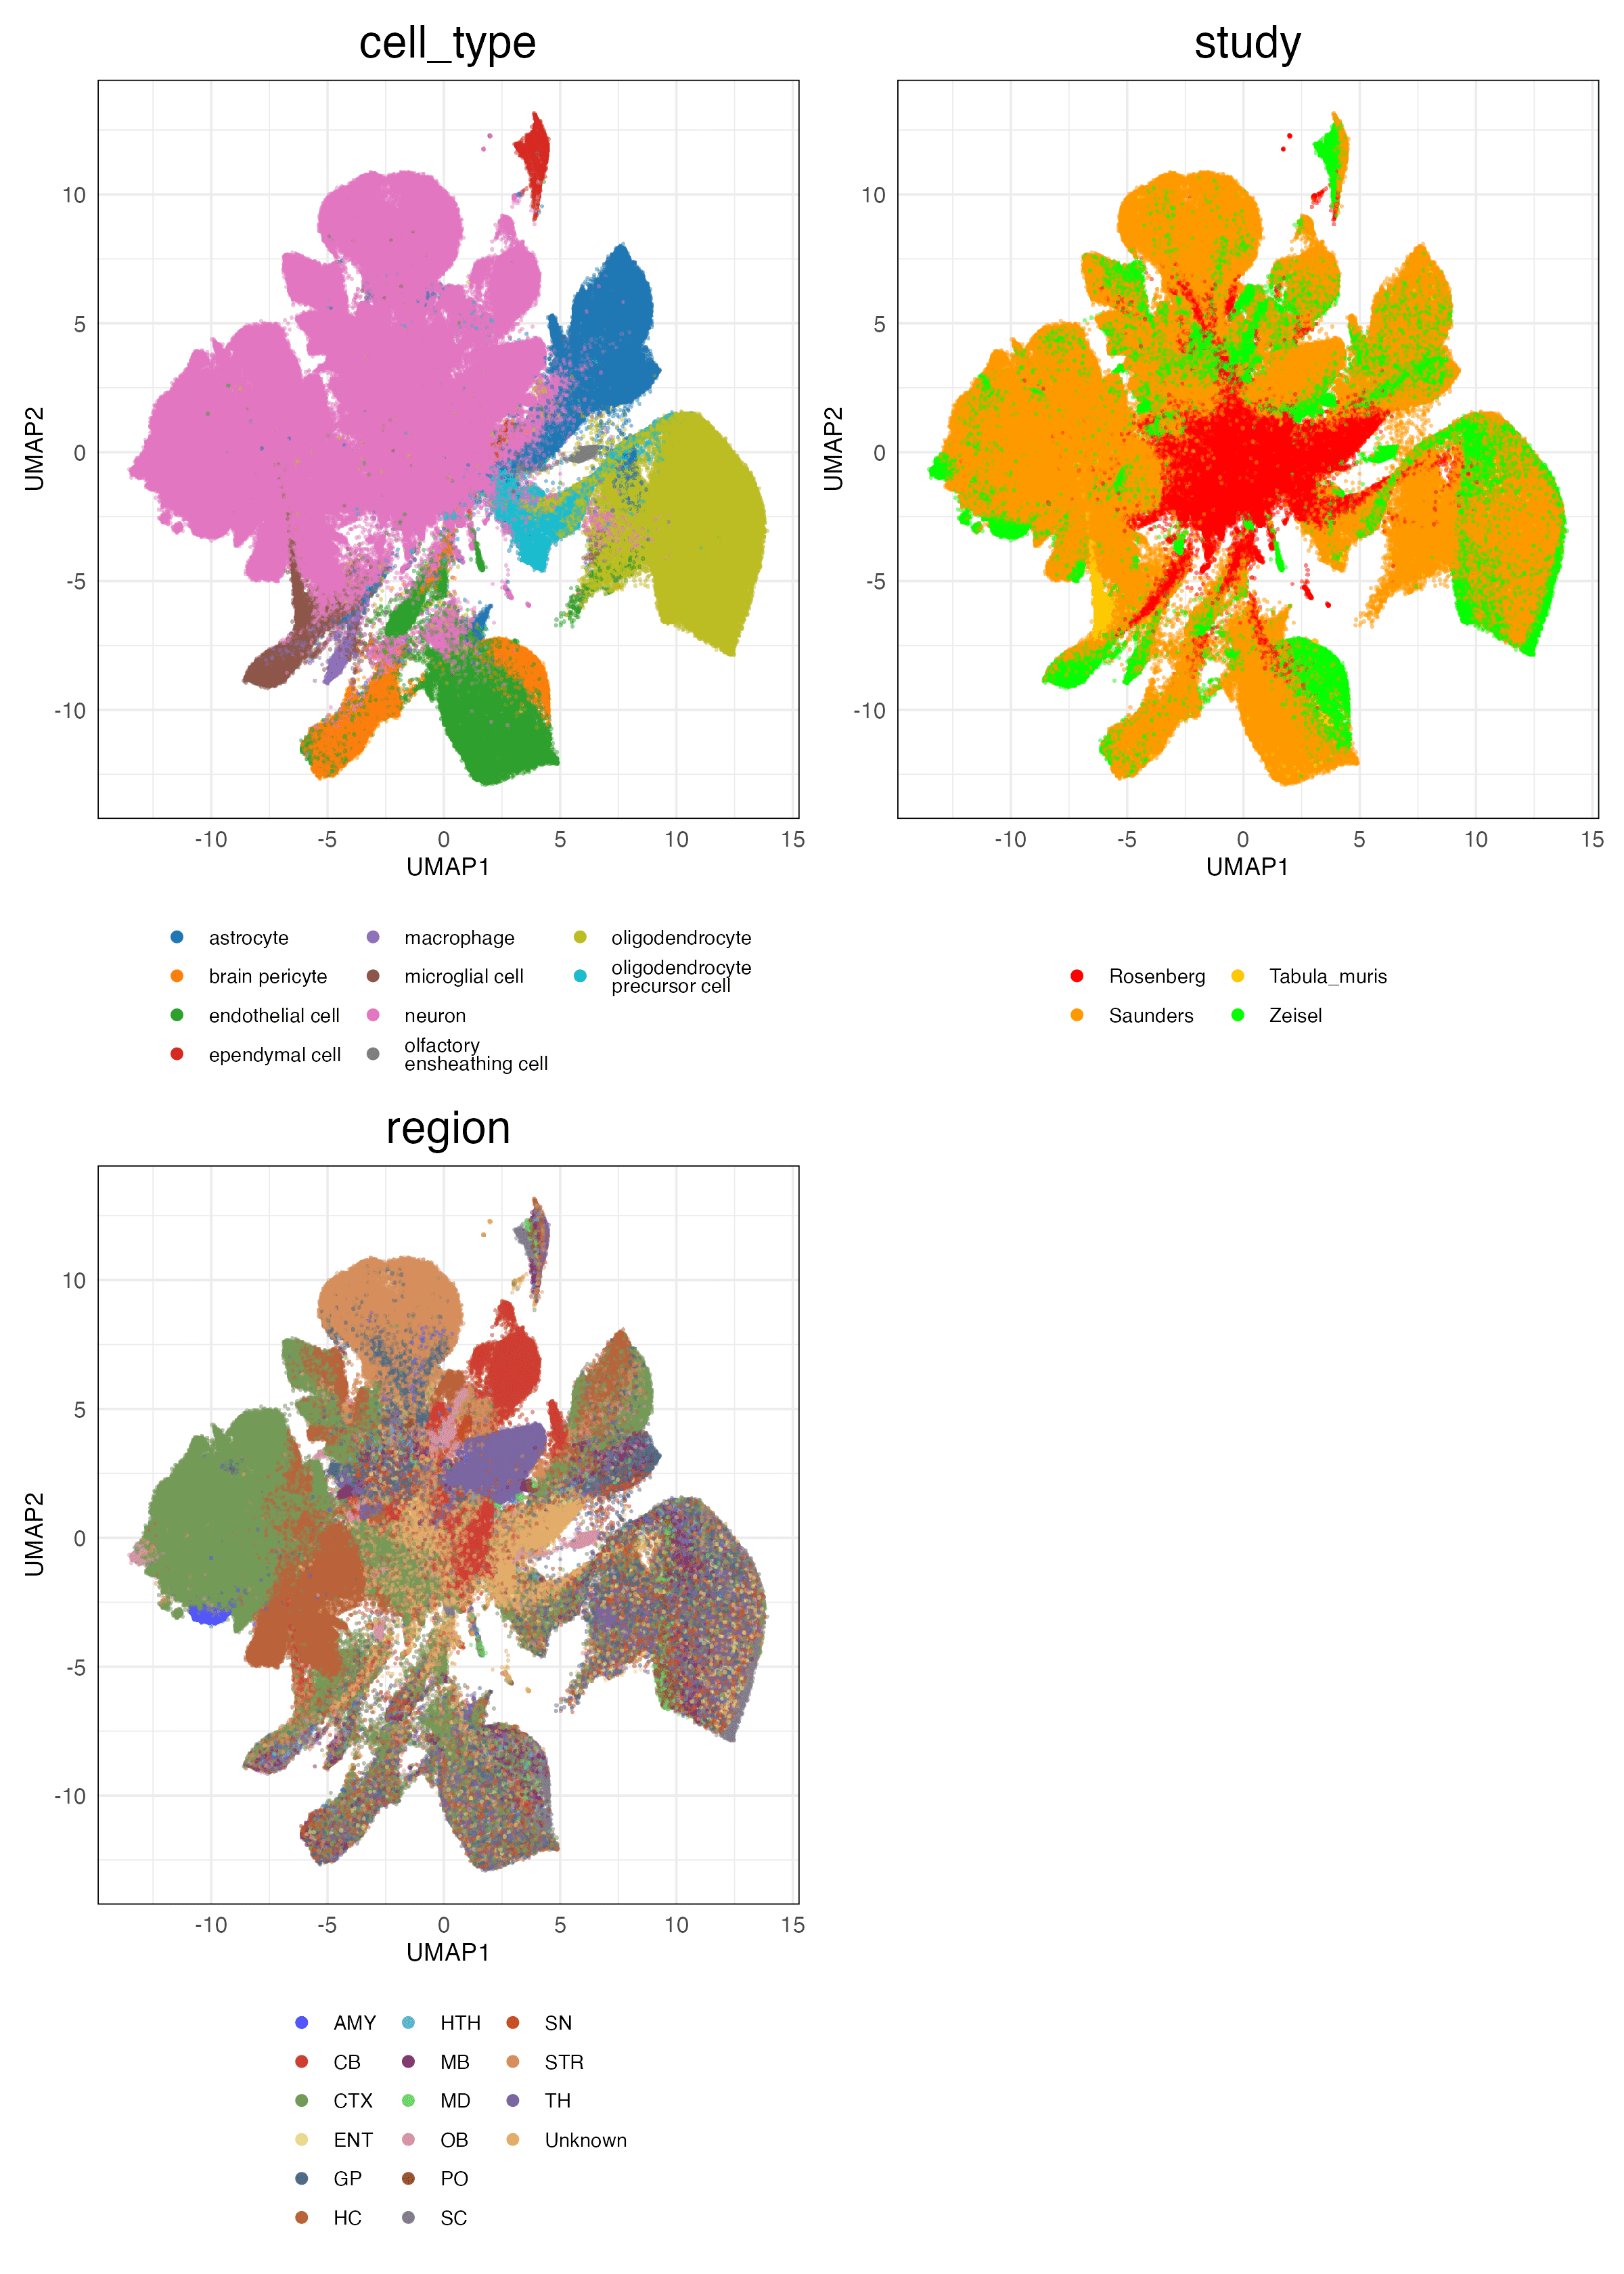 cell_type
study
10
5
0
-5
-10
UMAP2
-10
-5
0
5
10
15
UMAP1
10
5
0
-5
-10
UMAP2
-10
-5
0
5
10
15
UMAP1
astrocyte
brain pericyte
endothelial cell
ependymal cell
macrophage
microglial cell
neuron
olfactory
ensheathing cell
oligodendrocyte
oligodendrocyte
precursor cell
Rosenberg
Saunders
Tabula_muris
Zeisel
region
10
5
0
-5
-10
UMAP2
-10
-5
0
5
10
15
UMAP1
AMY
CB
CTX
ENT
GP
HC
HTH
MB
MD
OB
PO
SC
SN
STR
TH
Unknown